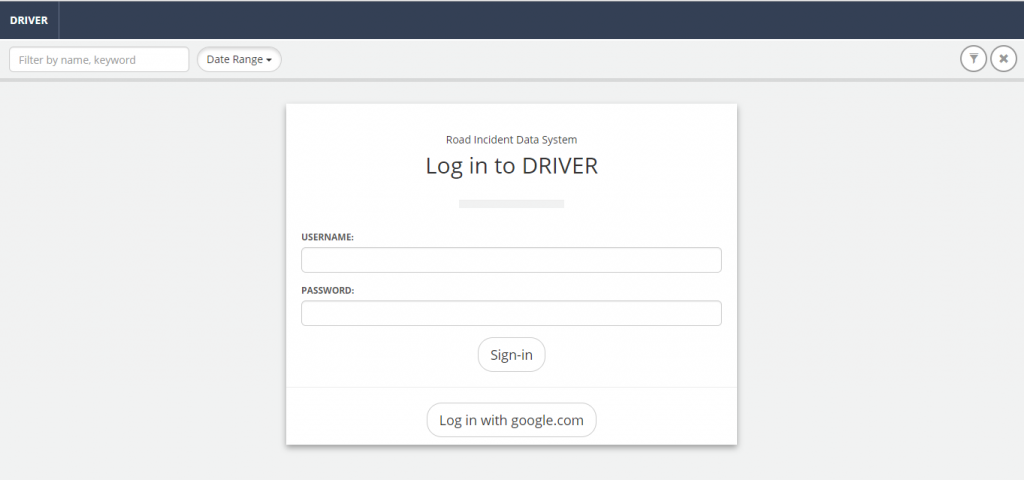 DRIVER
Filter by name, keyword
Date Range
Road Incident Data System
Log in to DRIVER
USERNAME:
PASSWORD:
Sign-in
Log in with google.com